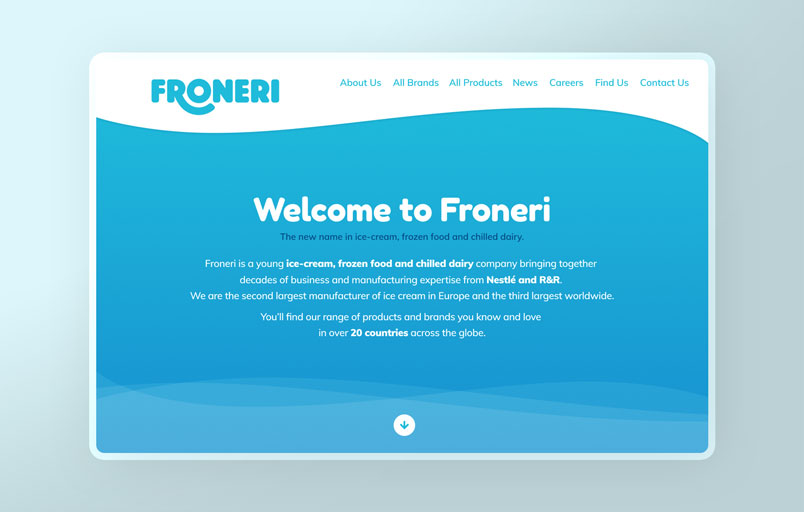 FRONERI
About Us All Brands All Products News Careers Find Us Contact Us
Welcome to Froneri
The new name in ice-cream, frozen food and chilled dairy.
Froneri is a young ice-cream, frozen food and chilled dairy company bringing together
decades of business and manufacturing expertise from Nestlé and R&R.
We are the second largest manufacturer of ice cream in Europe and the third largest worldwide.
You'll find our range of products and brands you know and love
in over 20 countries across the globe.